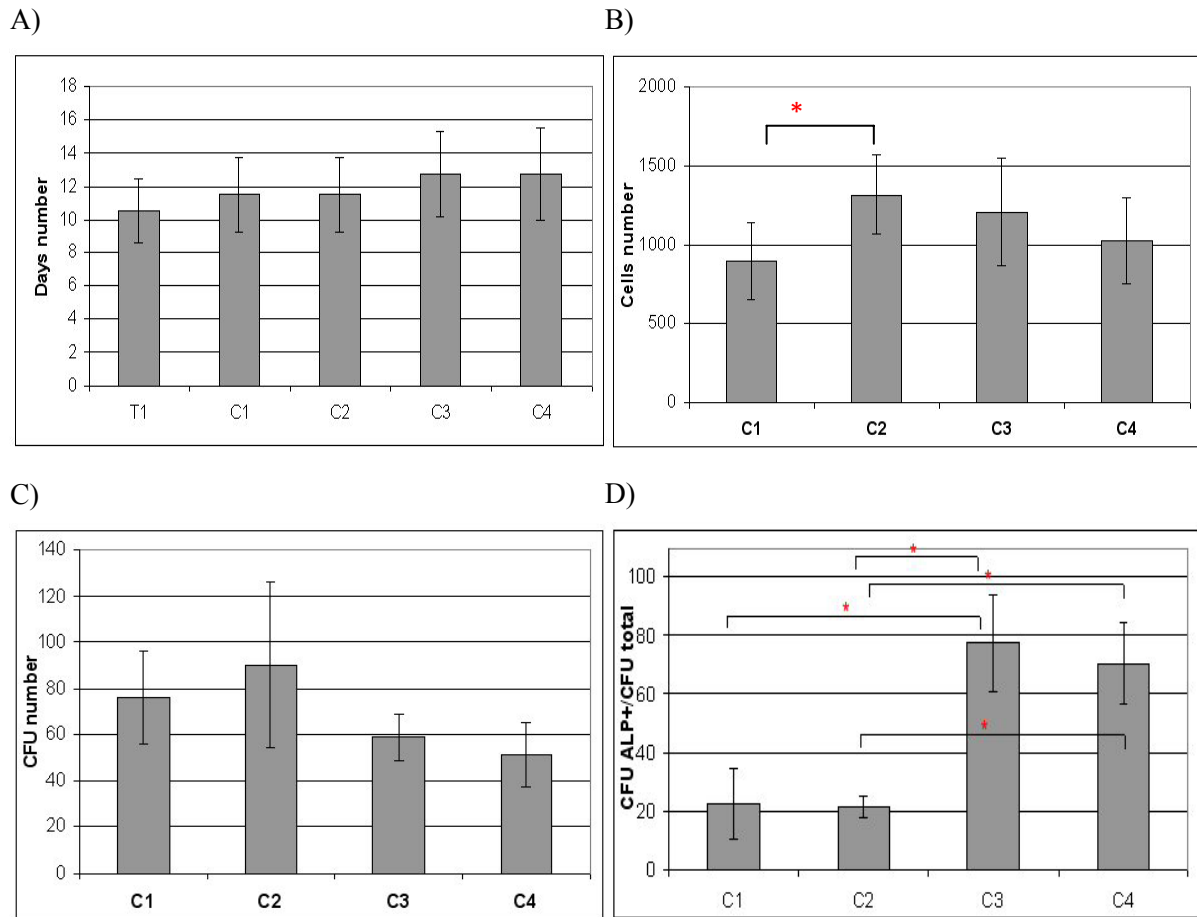 A)
Days number
18
16
14
12
10
8
6
4
2
0
T1 C1 C2 C3 C4
B)
Cells number
2000
1500
1000
500
0
*
C1 C2 C3 C4
C)
CFU number
140
120
100
80
60
40
20
0
C1 C2 C3 C4
D)
CFU ALP+/CFU total
100
80
60
40
20
0
*
*
*
*
C1 C2 C3 C4